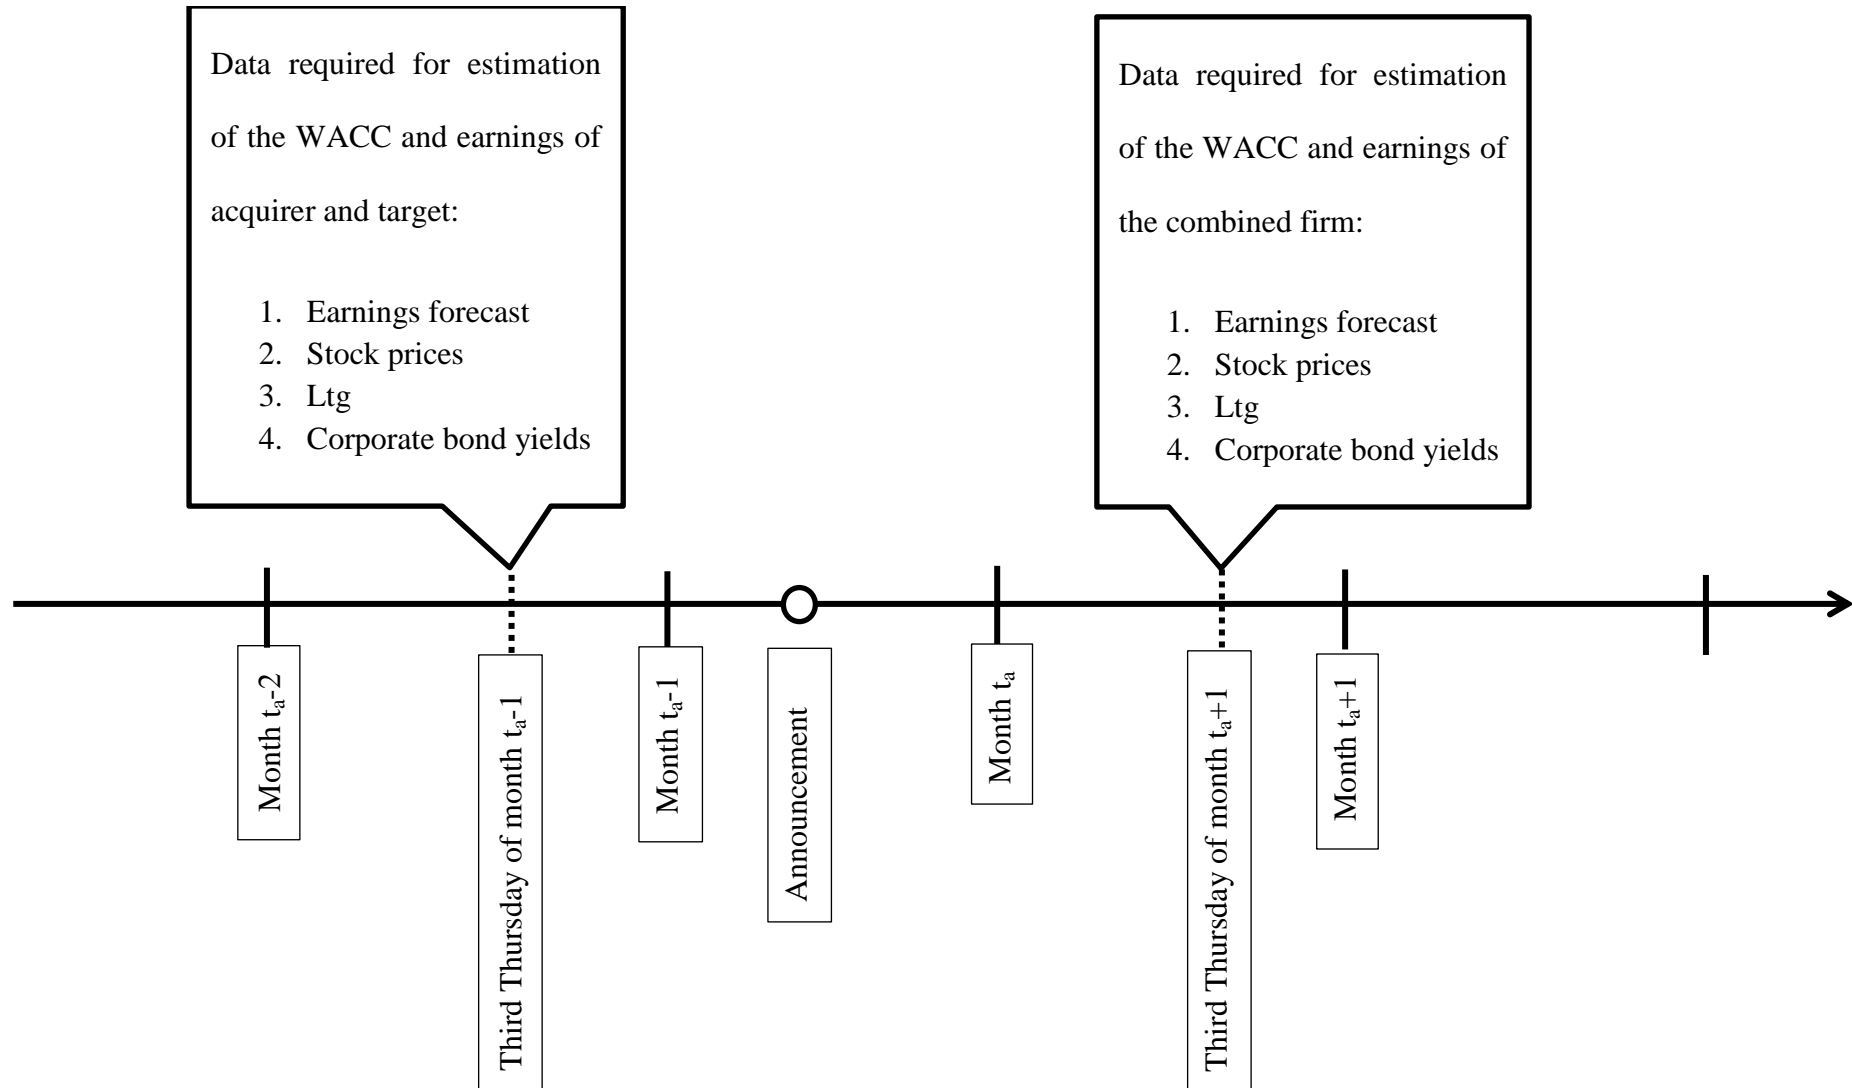 Data required for estimation
of the WACC and earnings of
acquirer and target:
1. Earnings forecast
2. Stock prices
3. Ltg
4. Corporate bond yields
Data required for estimation
of the WACC and earnings of
the combined firm:
1. Earnings forecast
2. Stock prices
3. Ltg
4. Corporate bond yields
Month tₐ-2
Third Thursday of month tₐ-1
Month tₐ-1
Announcement
Month tₐ
Third Thursday of month tₐ+1
Month tₐ+1